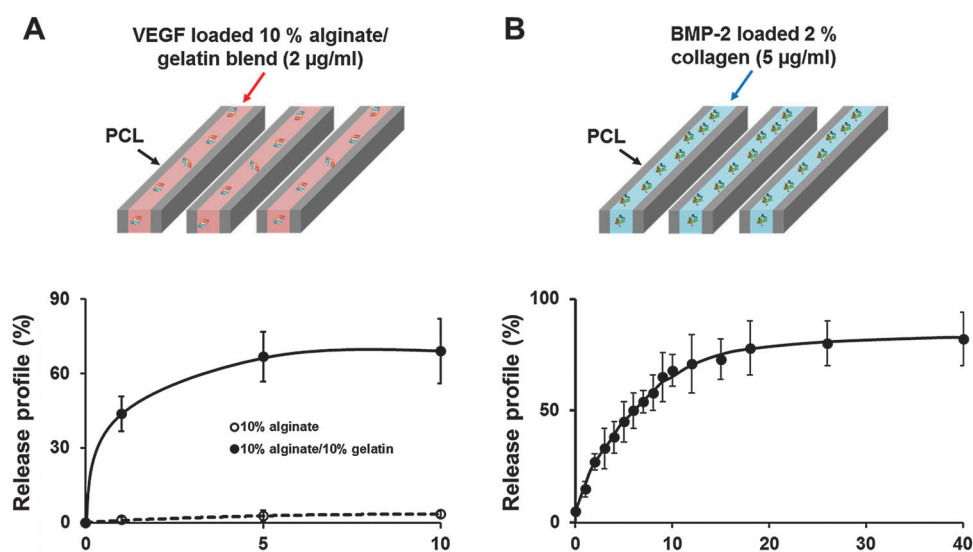 A
VEGF loaded 10 % alginate/
gelatin blend (2 µg/ml)
PCL
Release profile (%)
90
60
30
0
10% alginate
10% alginate/10% gelatin
0
5
10
B
BMP-2 loaded 2 %
collagen (5 µg/ml)
PCL
Release profile (%)
100
50
0
0
10
20
30
40